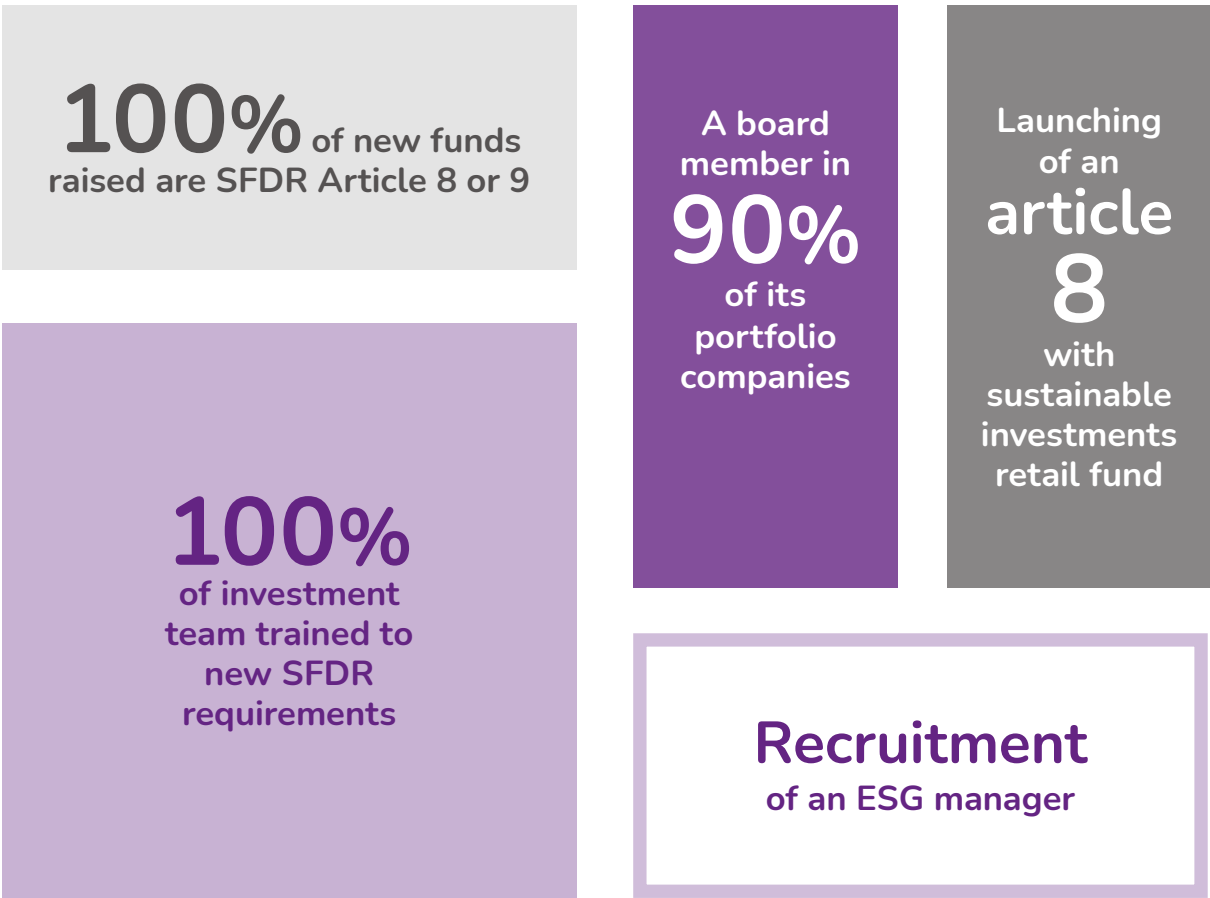 100% of new funds
raised are SFDR Article 8 or 9
100%
of investment
team trained to
new SFDR
requirements
A board
member in
90%
of its
portfolio
companies
Launching
of an
article
8
with
sustainable
investments
retail fund
Recruitment
of an ESG manager